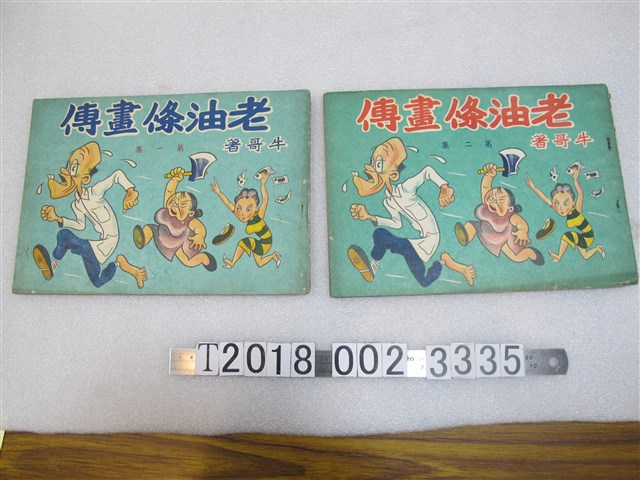 老油條畫傳
第一集
牛哥著
老油條畫傳
第二集
牛哥著
T2018 002 3335